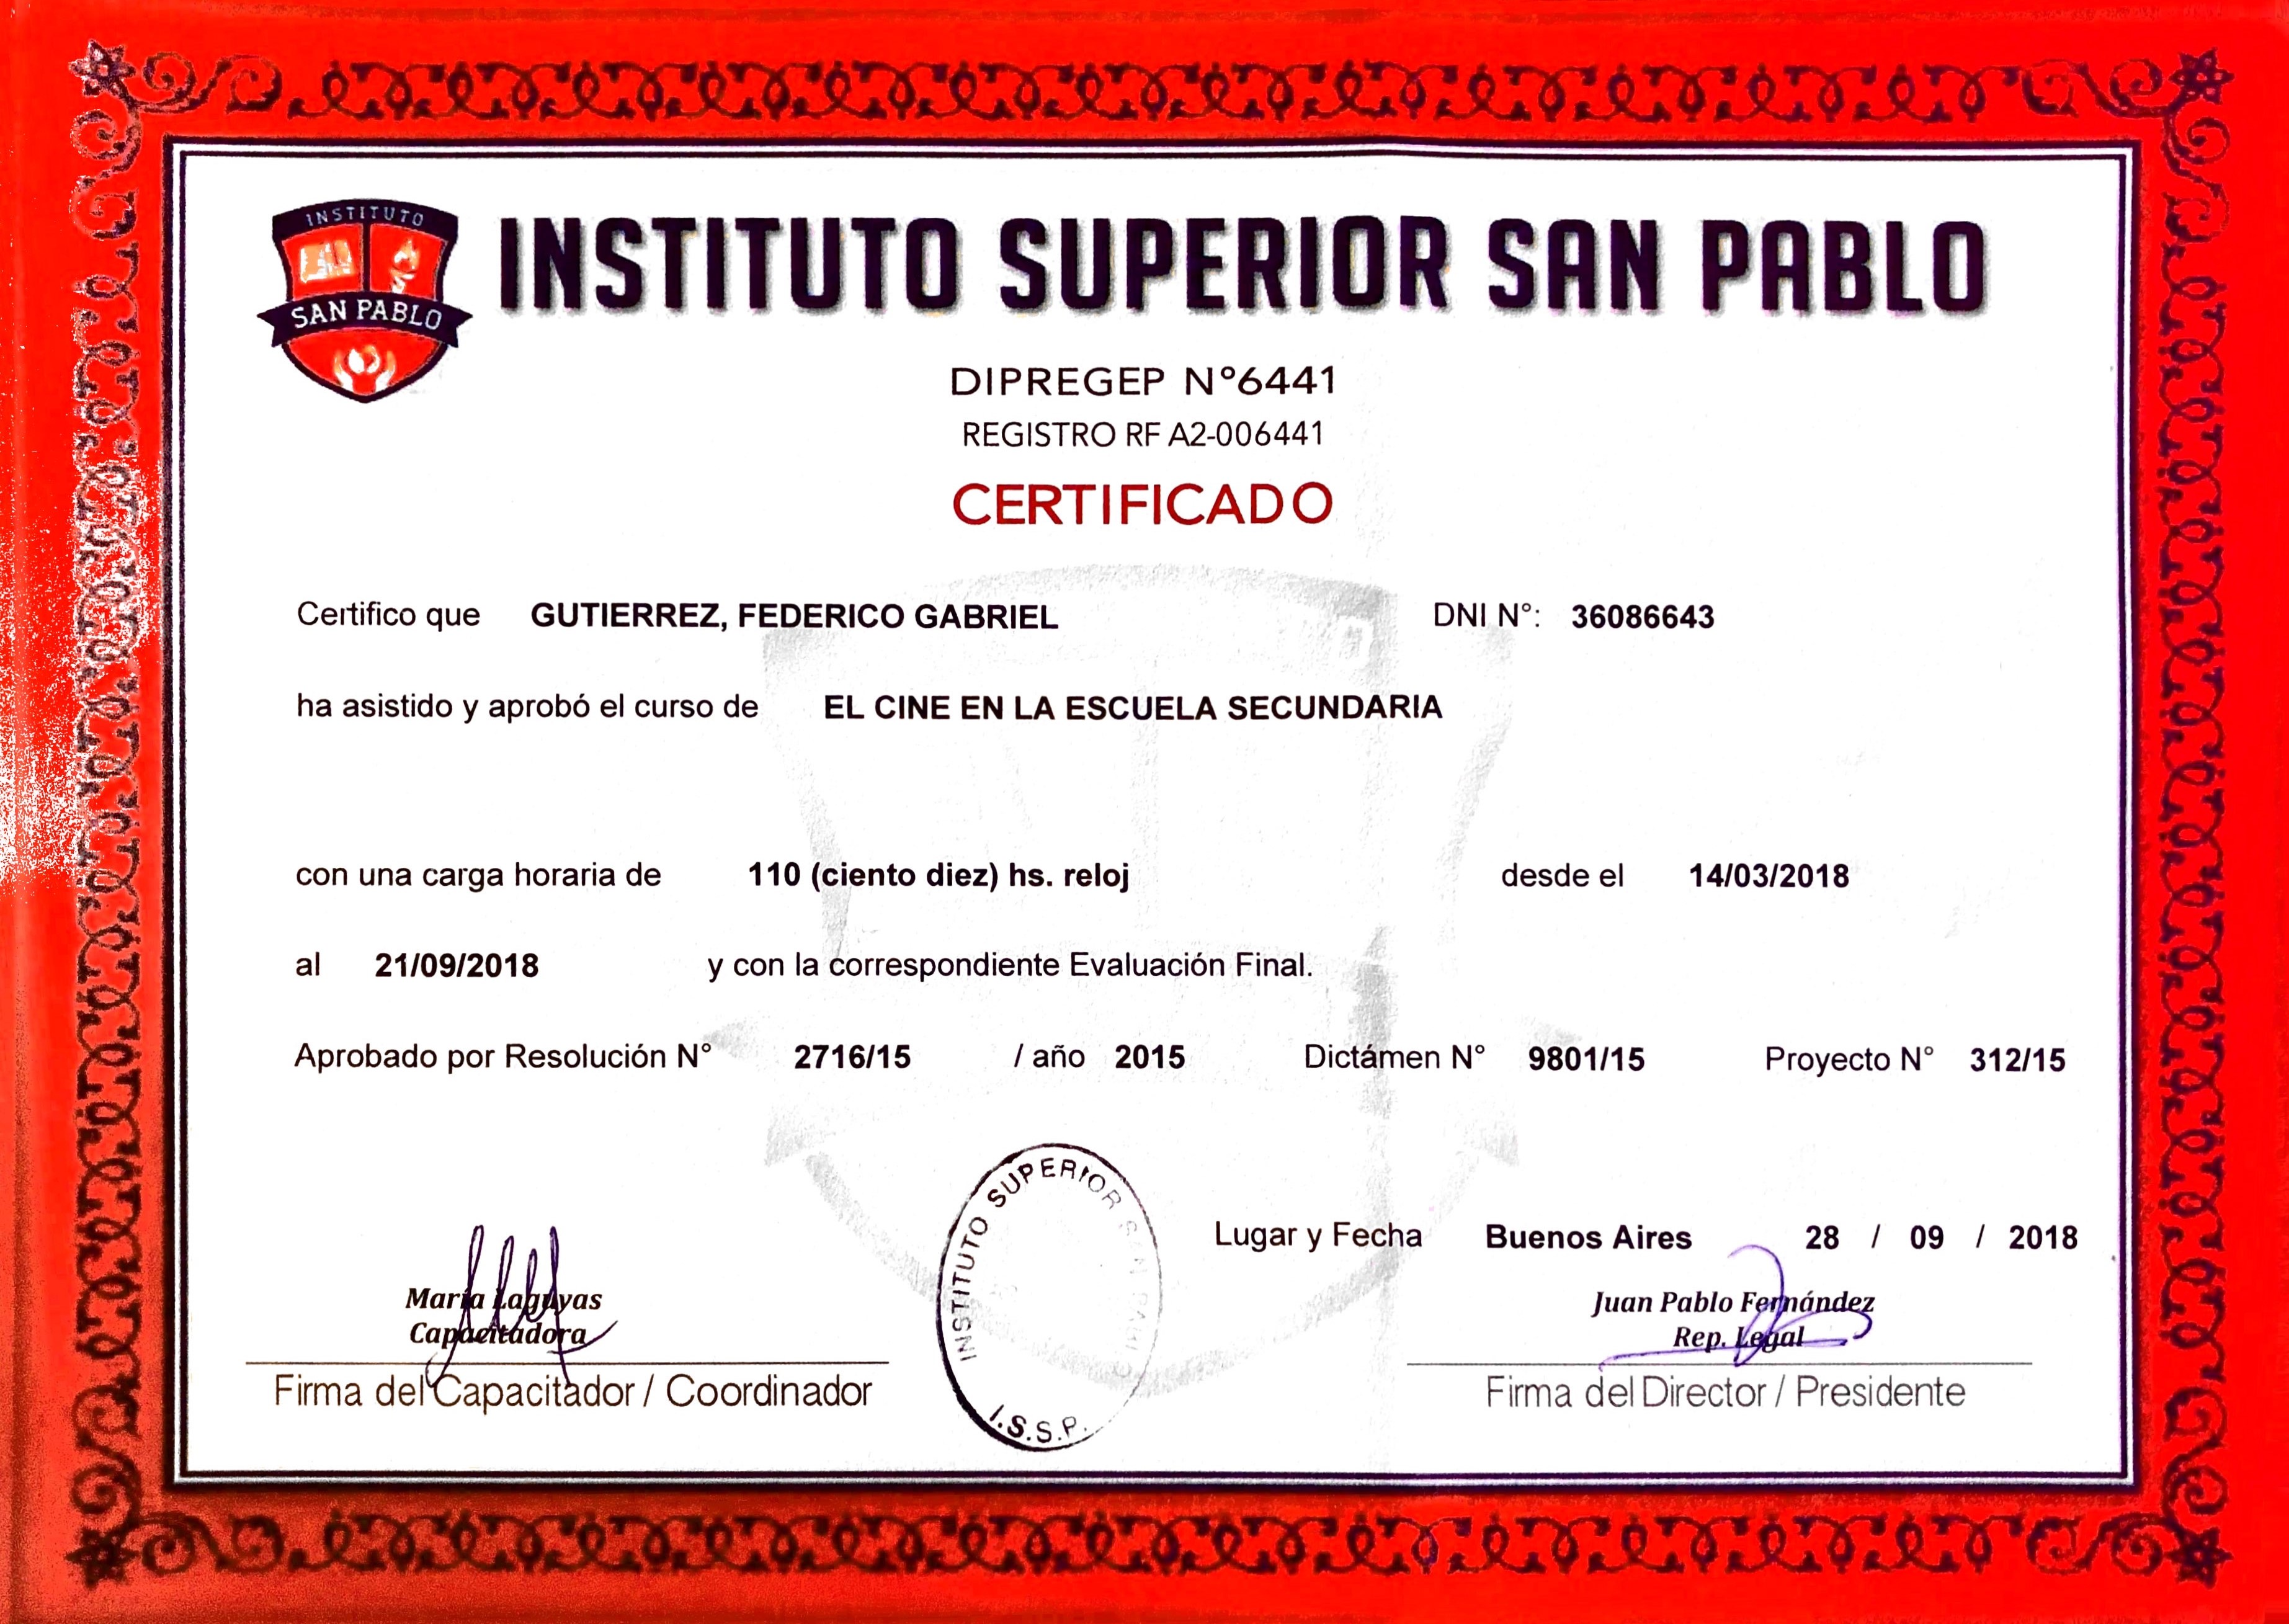 INSTITUTO
SAN PABLO
INSTITUTO SUPERIOR SAN PABLO
DIPREGEP N°6441
REGISTRO RF A2-006441
CERTIFICADO
Certifico que GUTIERREZ, FEDERICO GABRIEL DNI N°: 36086643
ha asistido y aprobó el curso de EL CINE EN LA ESCUELA SECUNDARIA
con una carga horaria de 110 (ciento diez) hs. reloj desde el 14/03/2018
al 21/09/2018 y con la correspondiente Evaluación Final.
Aprobado por Resolución N° 2716/15 / año 2015 Dictámen N° 9801/15 Proyecto N° 312/15
INSTITUTO SUPERIOR SAN PABLO
I.S.S.P.
Lugar y Fecha Buenos Aires 28 / 09 / 2018
María Laguyas
Capacitadora
Firma del Capacitador / Coordinador
Juan Pablo Fernández
Rep. Legal
Firma del Director / Presidente